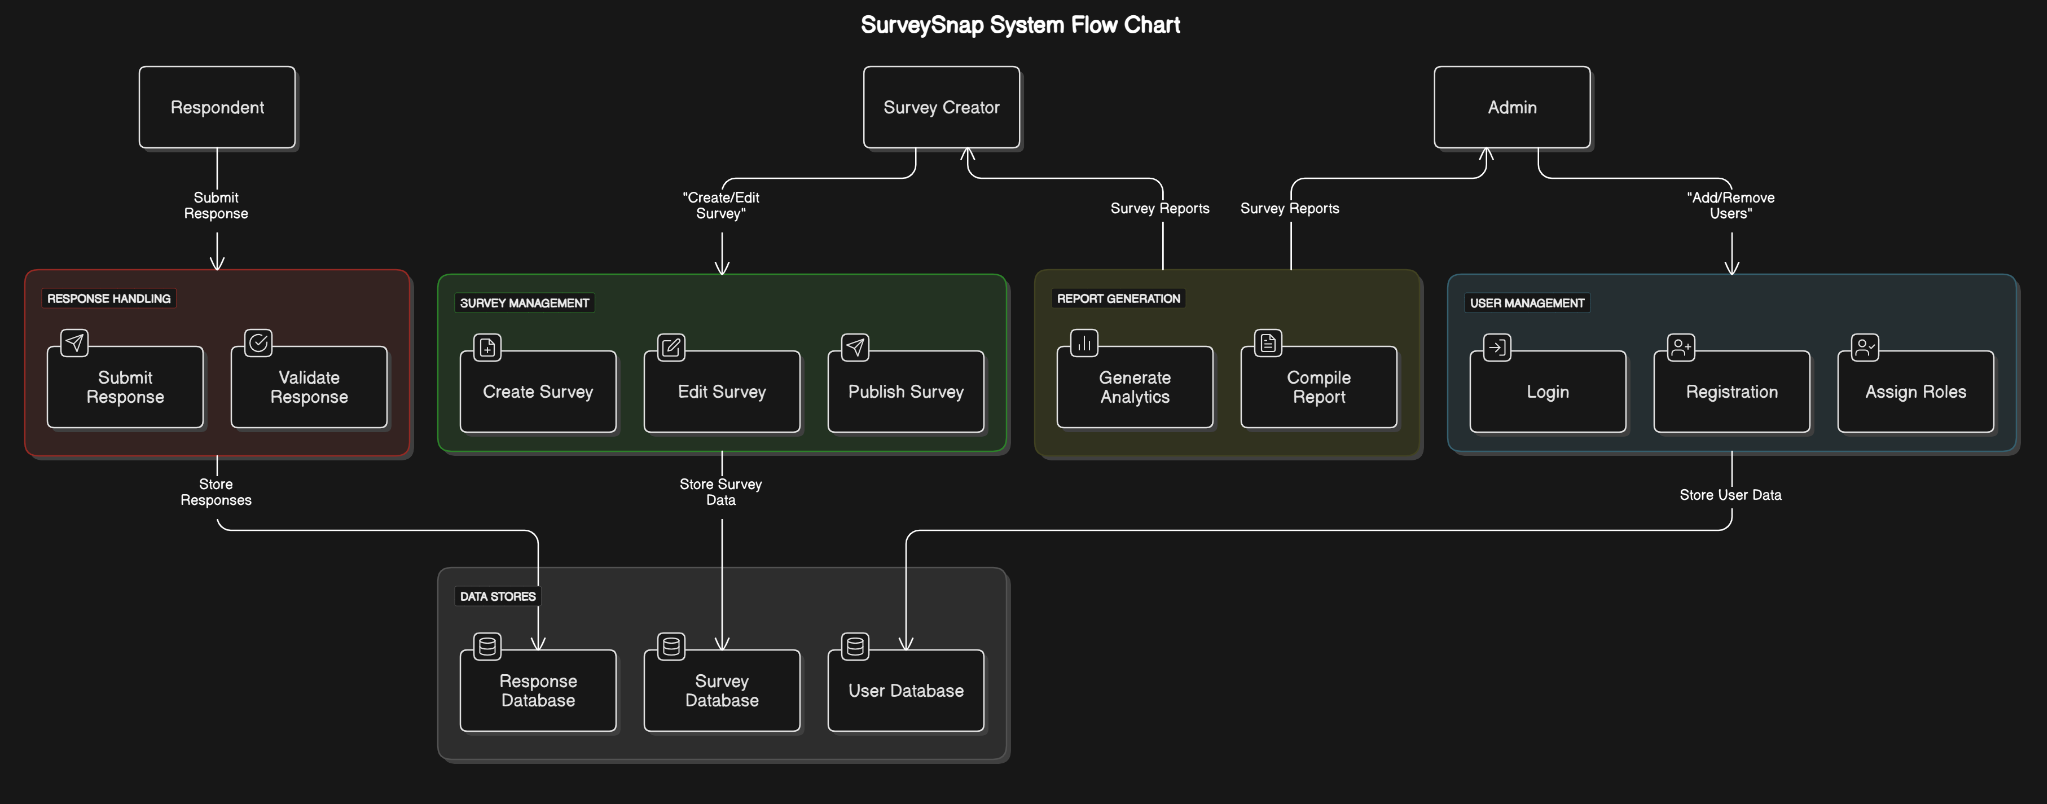 SurveySnap System Flow Chart
Respondent
Survey Creator
Admin
Submit
Response
"Create/Edit
Survey"
Survey Reports
Survey Reports
"Add/Remove
Users"
RESPONSE HANDLING
Submit
Response
Validate
Response
SURVEY MANAGEMENT
Create Survey
Edit Survey
Publish Survey
REPORT GENERATION
Generate
Analytics
Compile
Report
USER MANAGEMENT
Login
Registration
Assign Roles
Store
Responses
Store Survey
Data
Store User Data
DATA STORES
Response
Database
Survey
Database
User Database